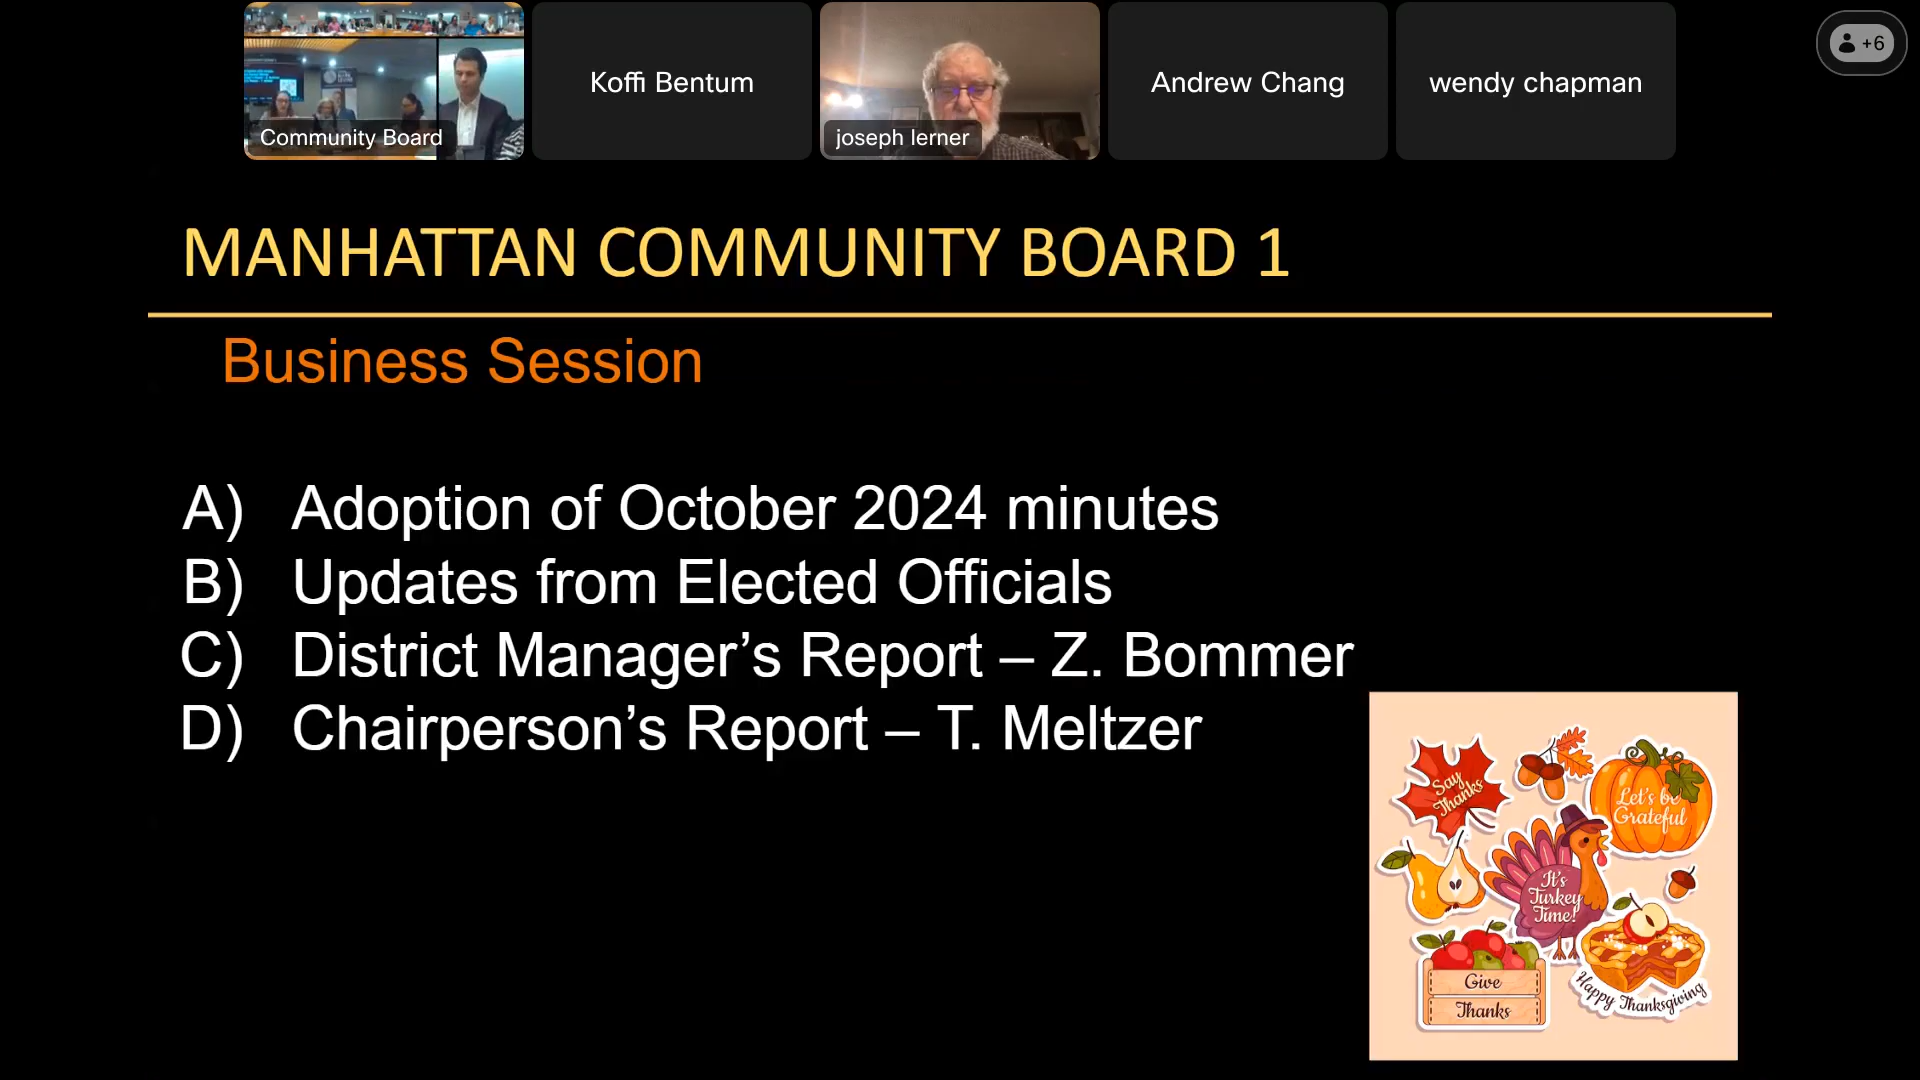 Community Board
Koffi Bentum
joseph lerner
Andrew Chang
wendy chapman
+6
MANHATTAN COMMUNITY BOARD 1
Business Session
A) Adoption of October 2024 minutes
B) Updates from Elected Officials
C) District Manager’s Report – Z. Bommer
D) Chairperson’s Report – T. Meltzer
Say
Thanks
Let's be
Grateful
It's
Turkey
Time!
Give
Thanks
Happy Thanksgiving